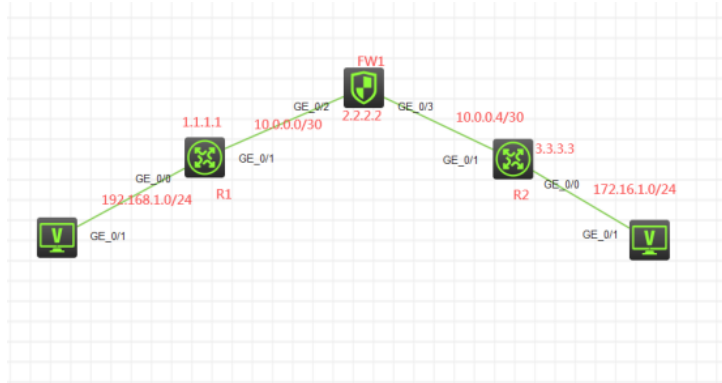 FW1
GE_0/2
GE_0/3
2.2.2.2
1.1.1.1
10.0.0.0/30
10.0.0.4/30
GE_0/1
GE_0/1
3.3.3.3
GE_0/0
R1
R2
GE_0/0
172.16.1.0/24
192.168.1.0/24
V
GE_0/1
GE_0/1
V